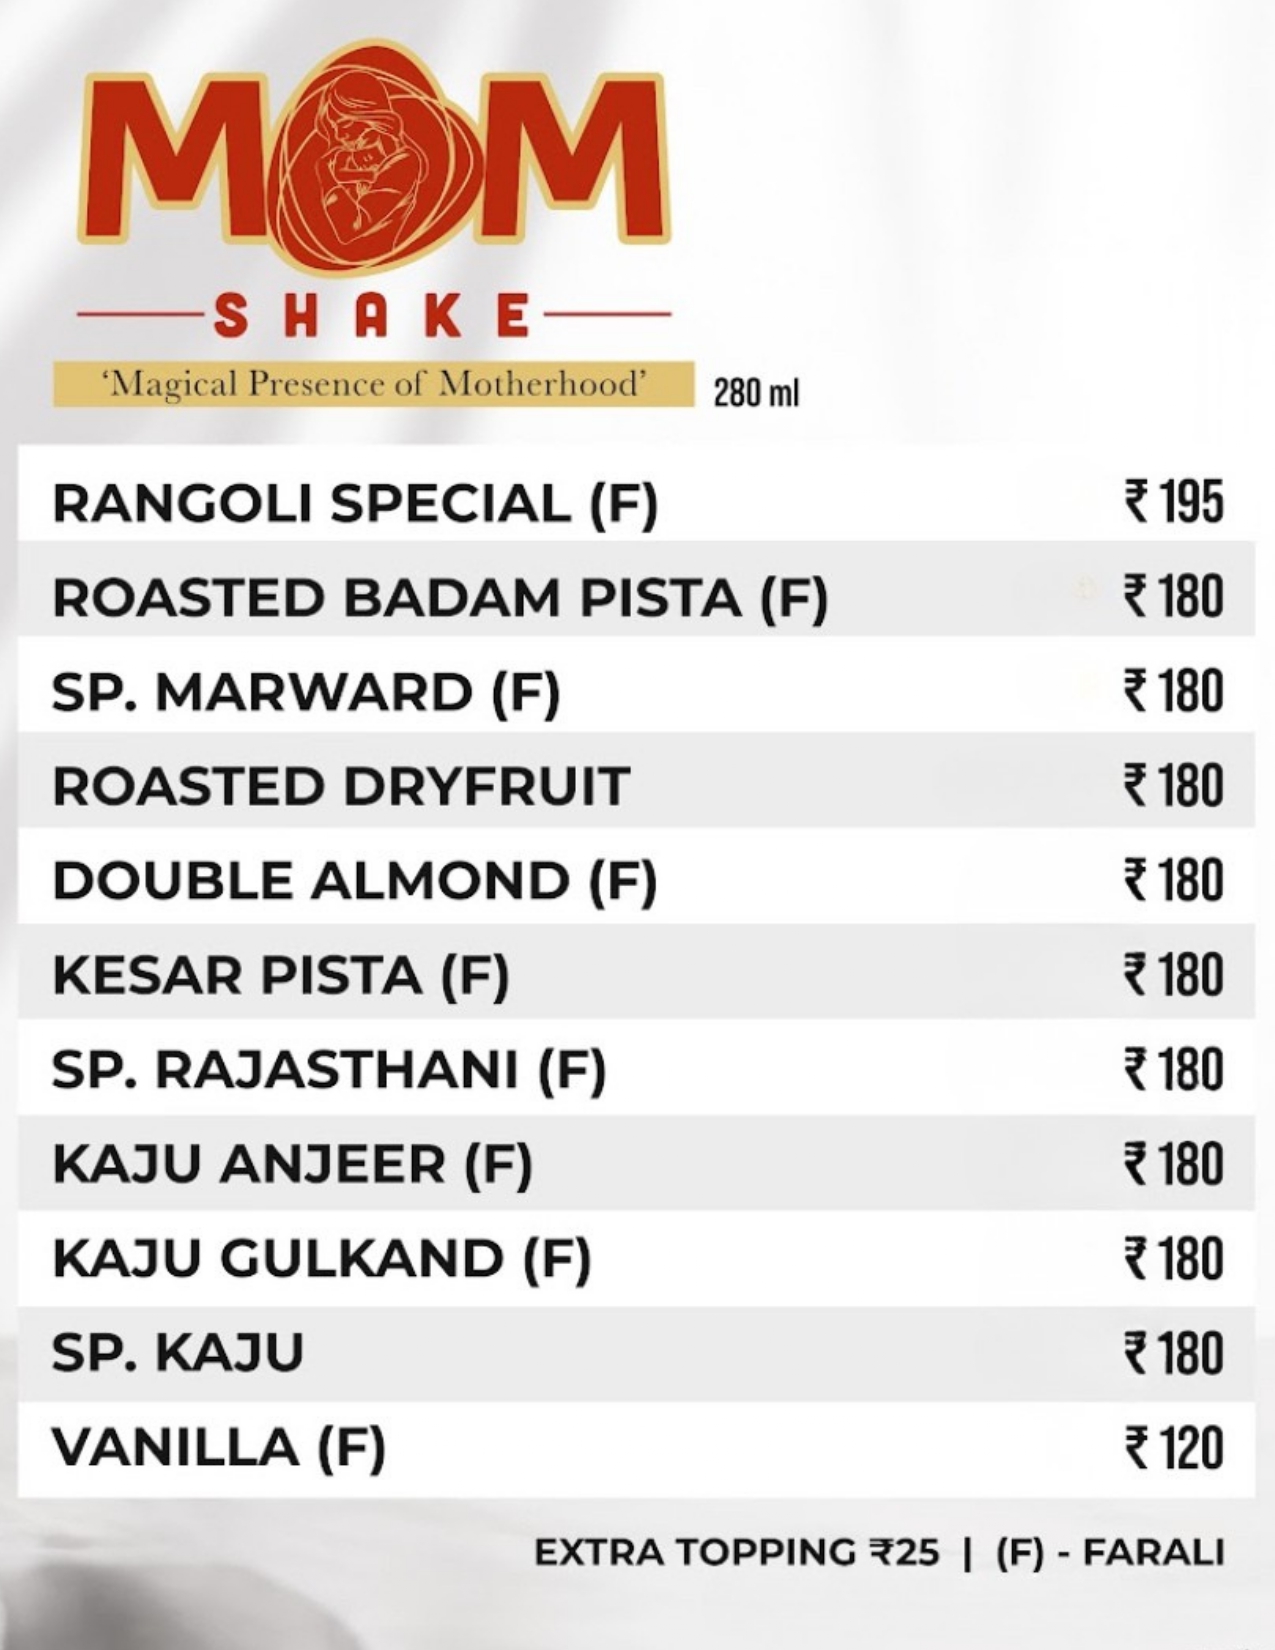 MOM
SHAKE
‘Magical Presence of Motherhood’
280 ml
RANGOLI SPECIAL (F) ₹ 195
ROASTED BADAM PISTA (F) ₹ 180
SP. MARWARD (F) ₹ 180
ROASTED DRYFRUIT ₹ 180
DOUBLE ALMOND (F) ₹ 180
KESAR PISTA (F) ₹ 180
SP. RAJASTHANI (F) ₹ 180
KAJU ANJEER (F) ₹ 180
KAJU GULKAND (F) ₹ 180
SP. KAJU ₹ 180
VANILLA (F) ₹ 120
EXTRA TOPPING ₹25 | (F) - FARALI